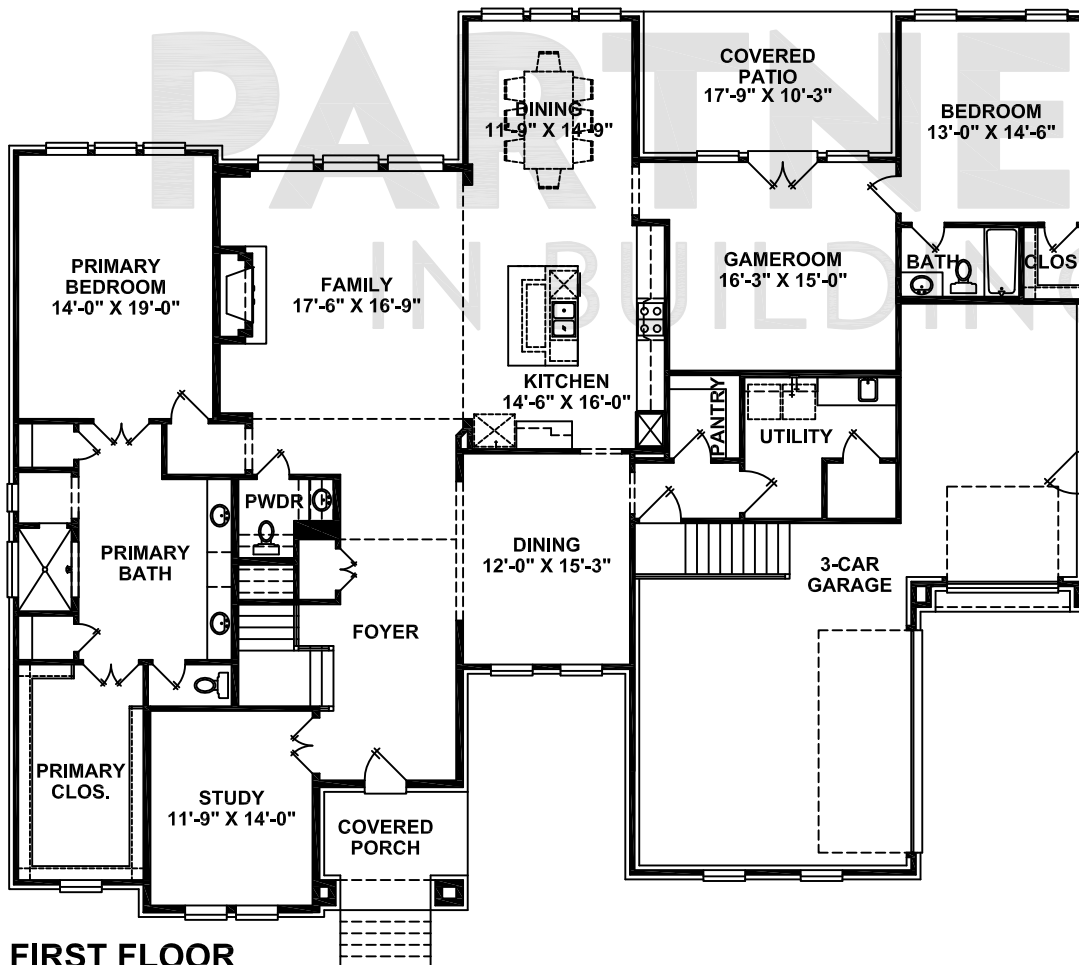 PARTNE
IN BUILDING
COVERED
PATIO
17'-9" X 10'-3"
DINING
11'-9" X 14'-9"
BEDROOM
13'-0" X 14'-6"
PRIMARY
BEDROOM
14'-0" X 19'-0"
FAMILY
17'-6" X 16'-9"
GAMEROOM
16'-3" X 15'-0"
BATH
CLOS
KITCHEN
14'-6" X 16'-0"
PANTRY
UTILITY
PWDR
PRIMARY
BATH
DINING
12'-0" X 15'-3"
3-CAR
GARAGE
FOYER
PRIMARY
CLOS.
STUDY
11'-9" X 14'-0"
COVERED
PORCH
FIRST FLOOR